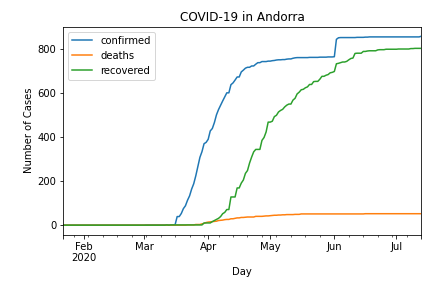 COVID-19 in Andorra
confirmed
deaths
recovered
Number of Cases
800
600
400
200
0
Feb
2020
Mar
Apr
May
Jun
Jul
Day